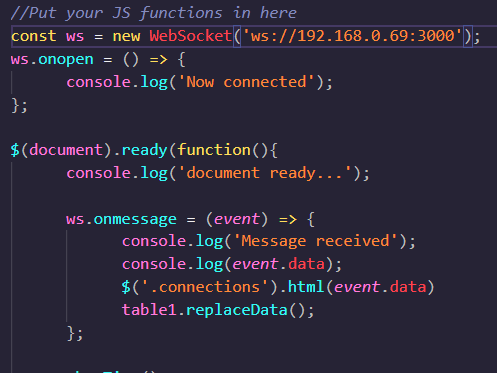 //Put your JS functions in here
const ws = new WebSocket('ws://192.168.0.69:3000');
ws.onopen = () => {
console.log('Now connected');
};
$(document).ready(function(){
console.log('document ready...');
ws.onmessage = (event) => {
console.log('Message received');
console.log(event.data);
$('.connections').html(event.data)
table1.replaceData();
};